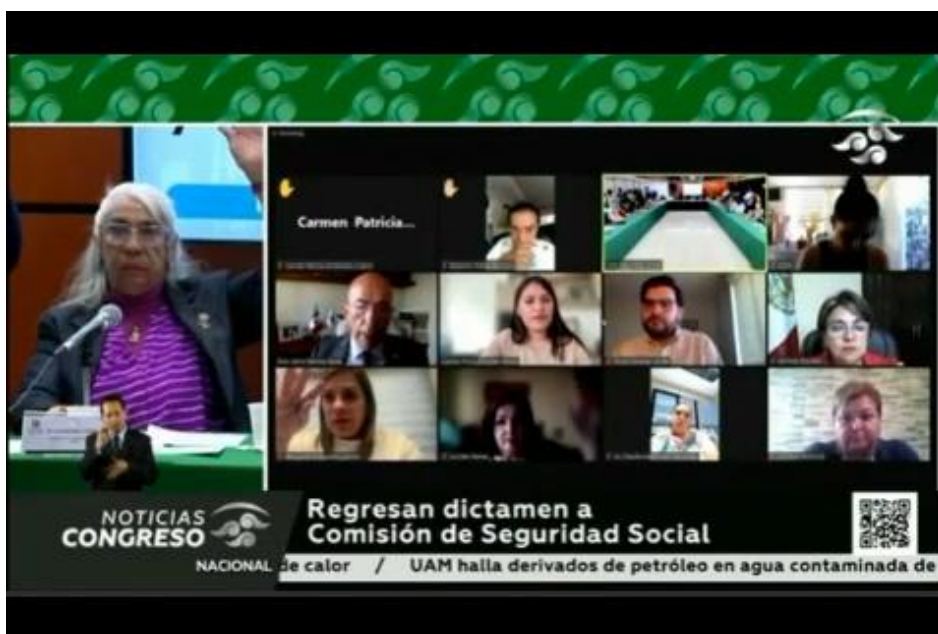 Carmen Patricia...
NOTICIAS
CONGRESO
NACIONAL
Regresan dictamen a
Comisión de Seguridad Social
de calor / UAM halla derivados de petróleo en agua contaminada de